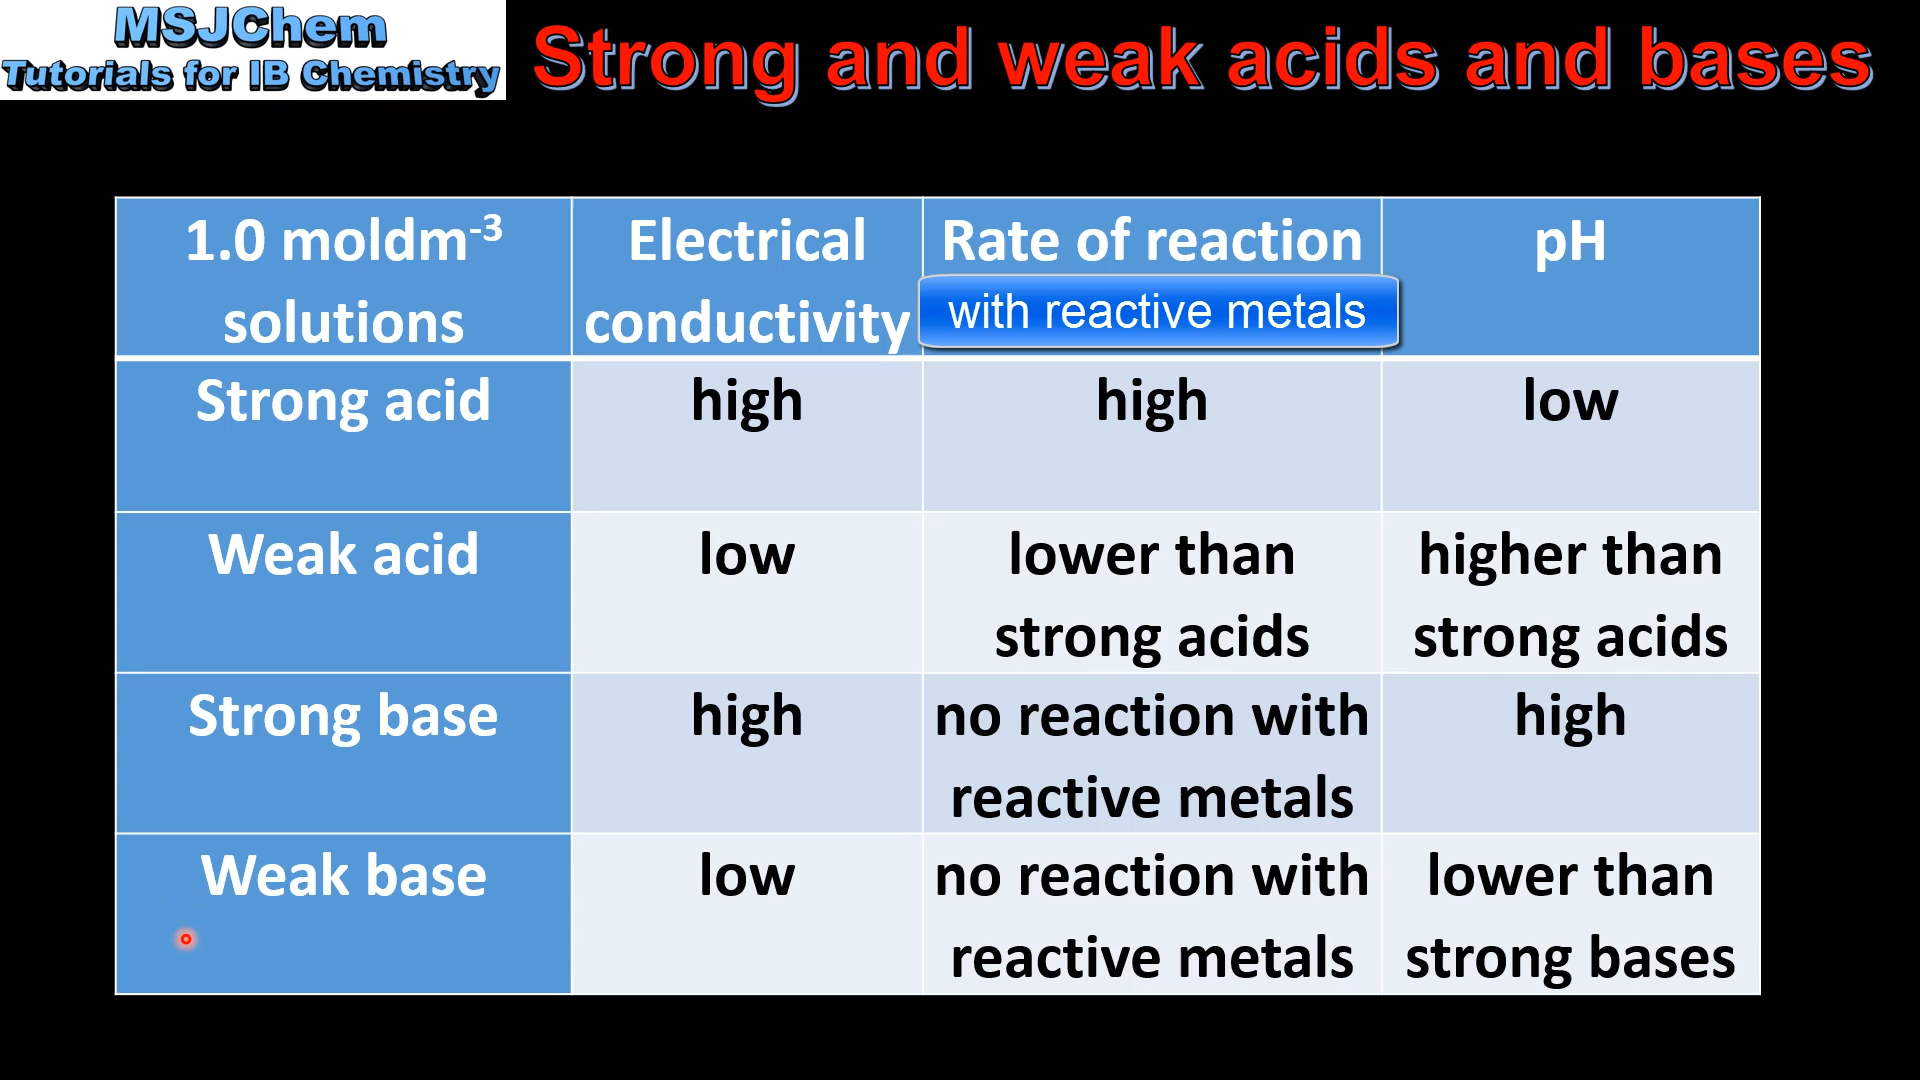 MSJChem
Tutorials for IB Chemistry
Strong and weak acids and bases
1.0 moldm⁻³ solutions
Electrical conductivity
Rate of reaction
with reactive metals
pH
Strong acid
high
high
low
Weak acid
low
lower than
strong acids
higher than
strong acids
Strong base
high
no reaction with
reactive metals
high
Weak base
low
no reaction with
reactive metals
lower than
strong bases